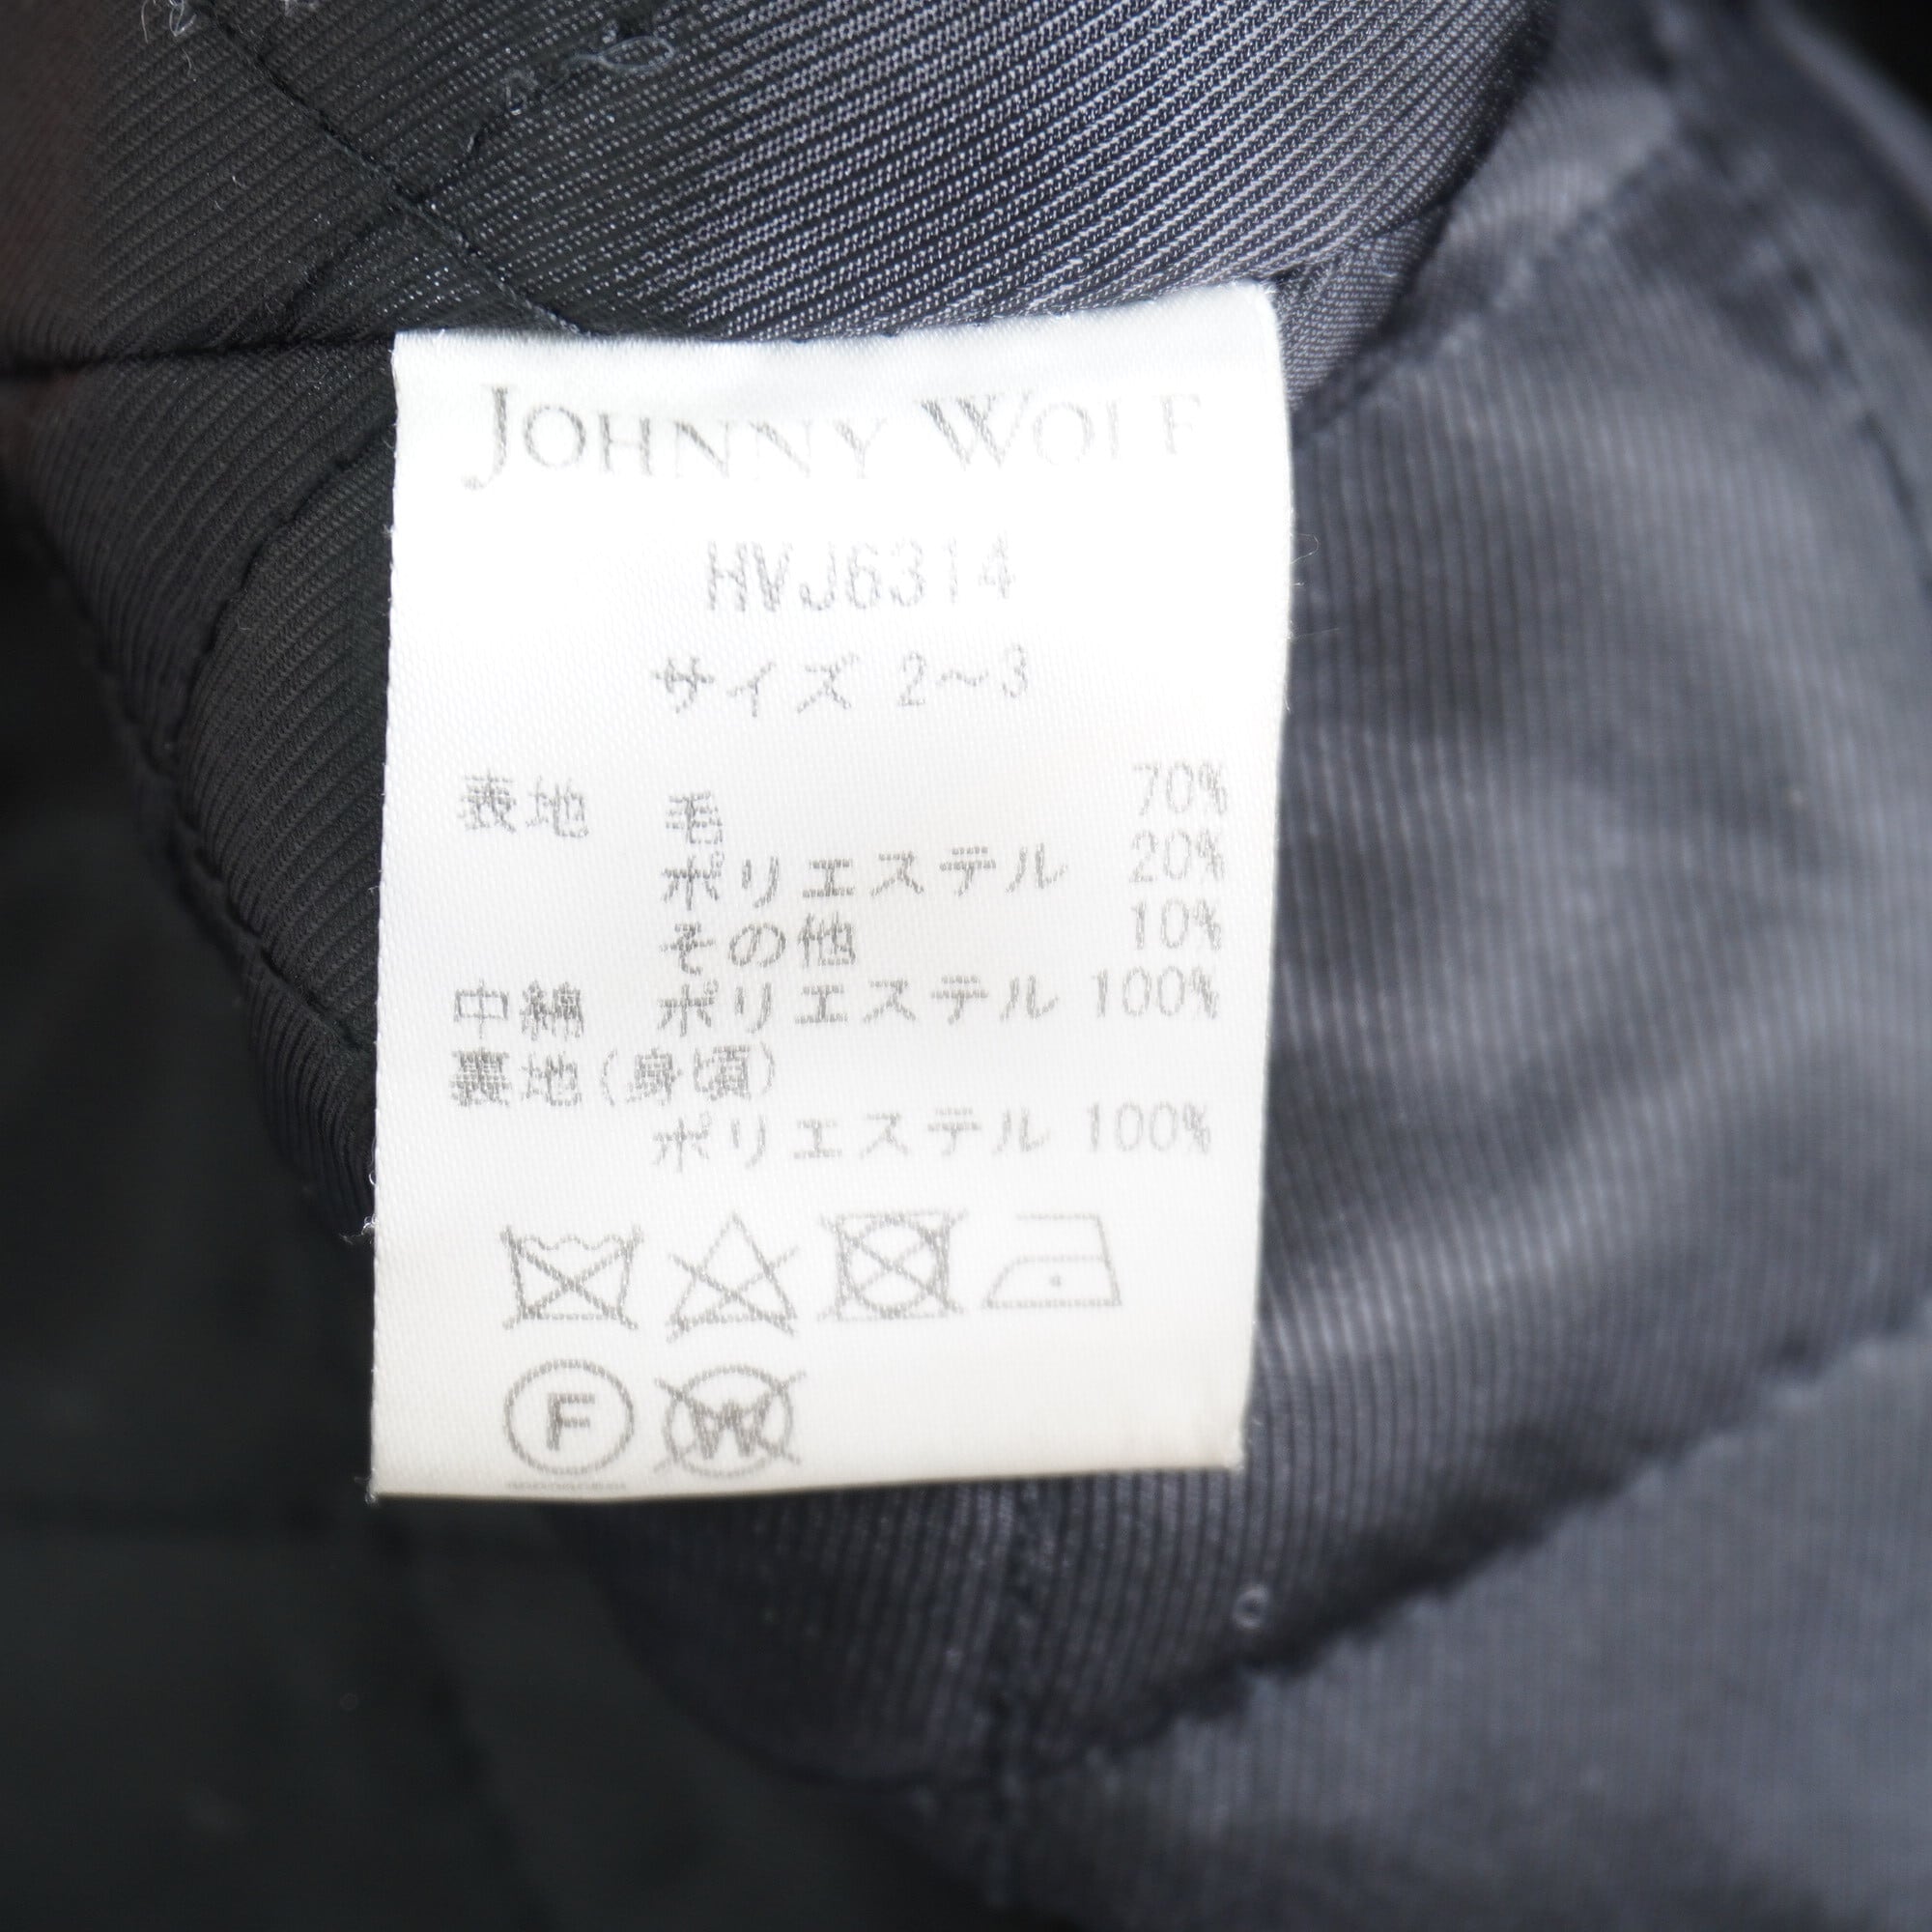 JOHNNY WOLF
HVJ6314
サイズ 2～3
表地 毛 70%
ポリエステル 20%
その他 10%
中綿 ポリエステル 100%
裏地(身頃)
ポリエステル 100%
F W